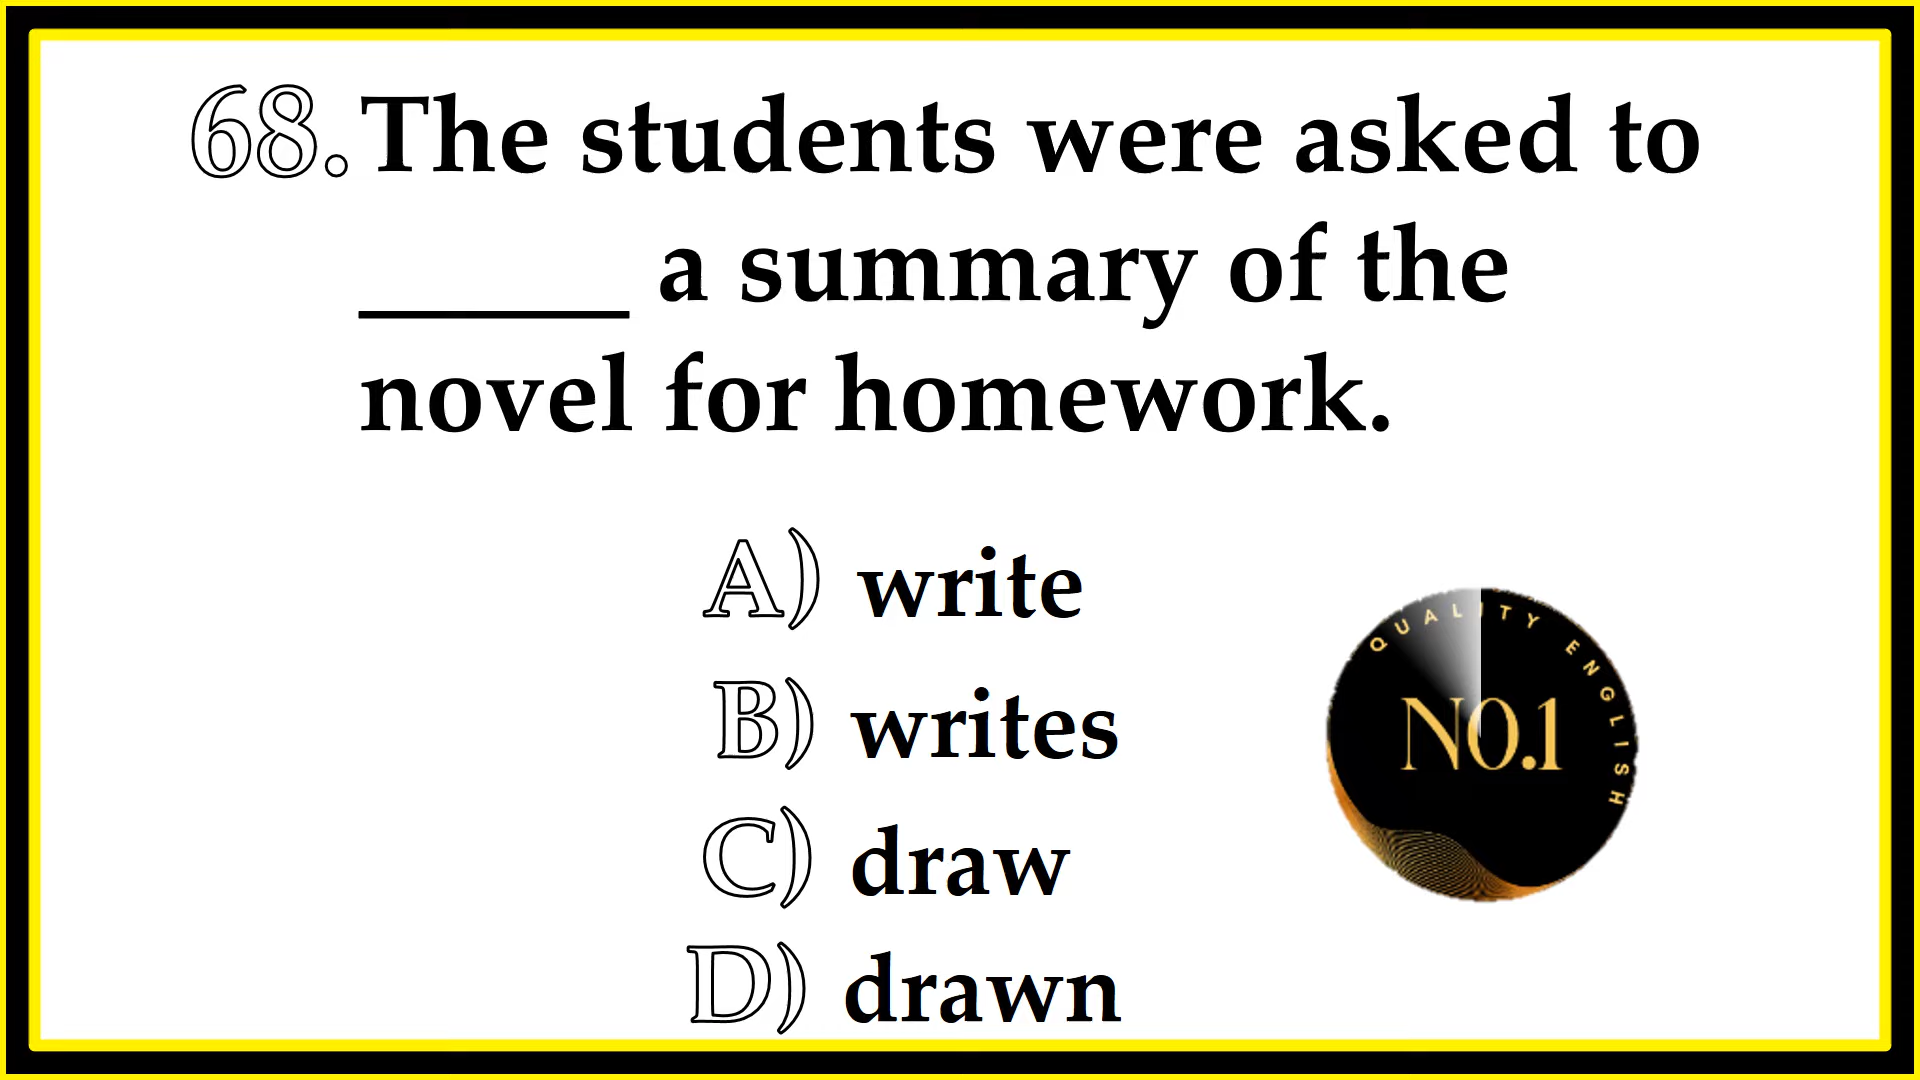 68. The students were asked to
_____ a summary of the
novel for homework.
A) write
B) writes
C) draw
D) drawn
QUALITY ENGLISH
NO.1